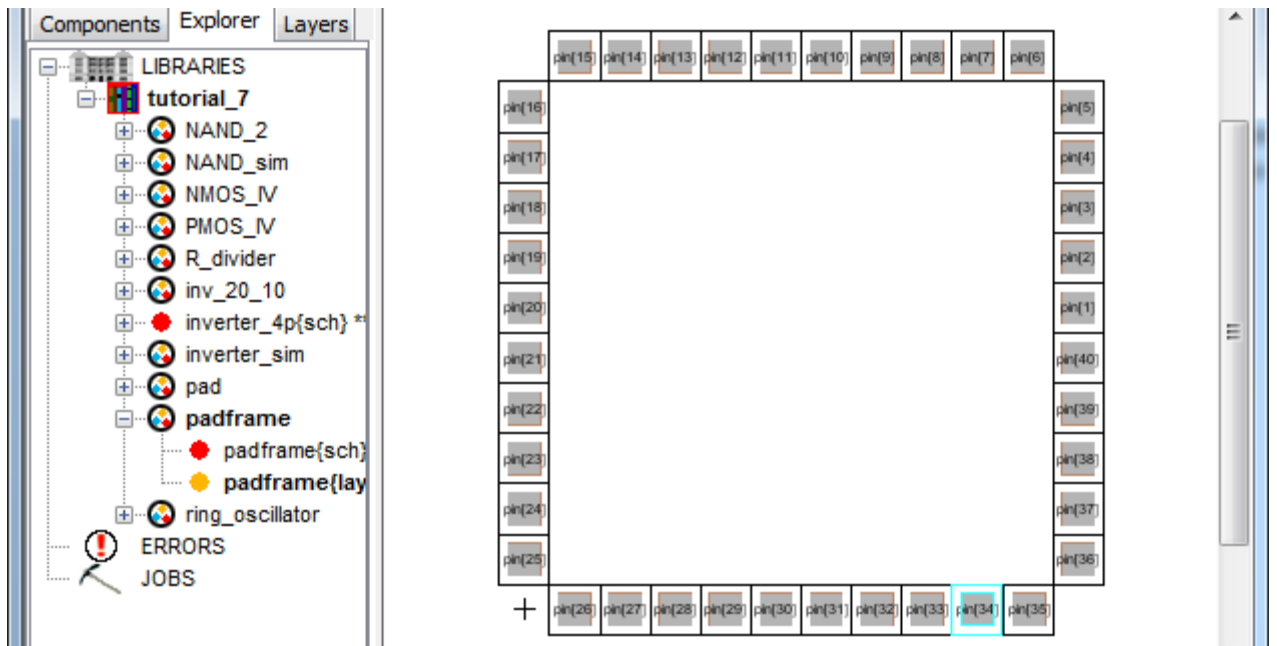 Components Explorer Layers
LIBRARIES
tutorial_7
NAND_2
NAND_sim
NMOS_IV
PMOS_IV
R_divider
inv_20_10
inverter_4p{sch} **
inverter_sim
pad
padframe
padframe{sch}
padframe{lay
ring_oscillator
ERRORS
JOBS
pin[15] pin[14] pin[13] pin[12] pin[11] pin[10] pin[9] pin[8] pin[7] pin[6]
pin[16] pin[5]
pin[17] pin[4]
pin[18] pin[3]
pin[19] pin[2]
pin[20] pin[1]
pin[21] pin[40]
pin[22] pin[39]
pin[23] pin[38]
pin[24] pin[37]
pin[25] pin[36]
pin[26] pin[27] pin[28] pin[29] pin[30] pin[31] pin[32] pin[33] pin[34] pin[35]